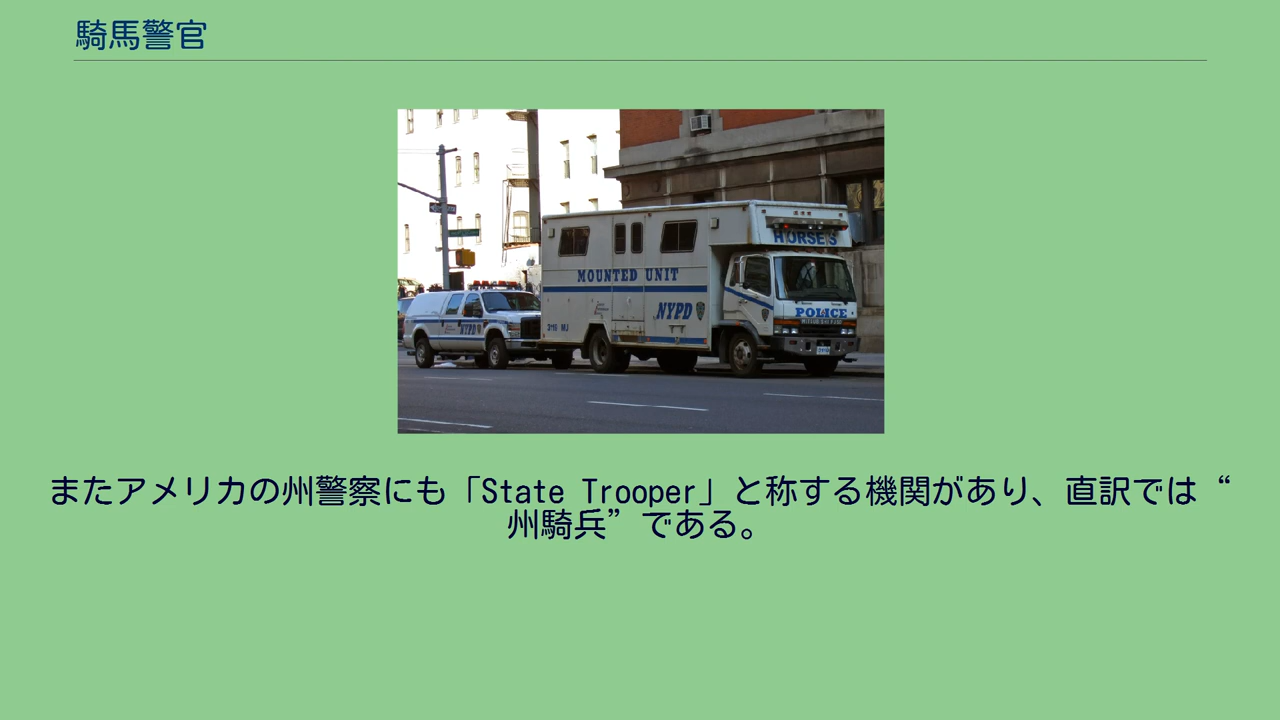 騎馬警官
HORSES
MOUNTED UNIT
NYPD
POLICE
NYPD
またアメリカの州警察にも「State Trooper」と称する機関があり、直訳では“
州騎兵”である。